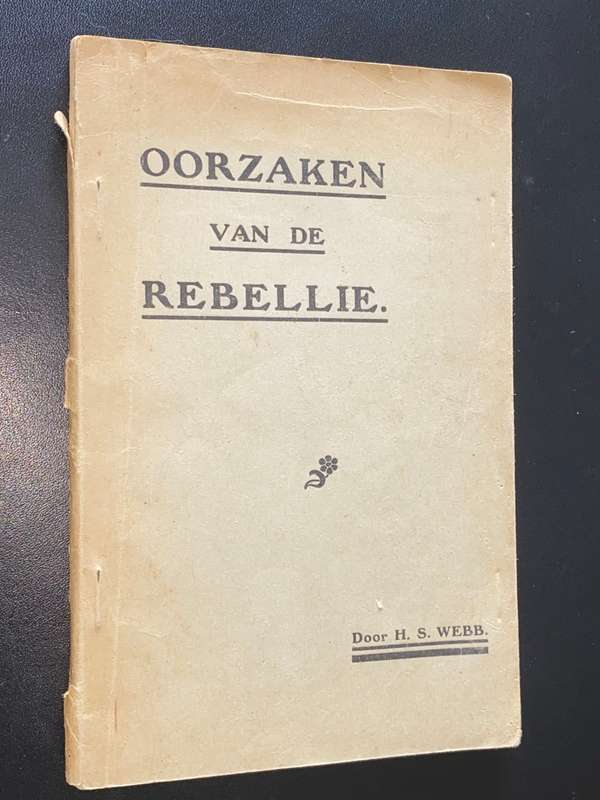 OORZAKEN
VAN DE
REBELLIE.
Door H. S. WEBB.